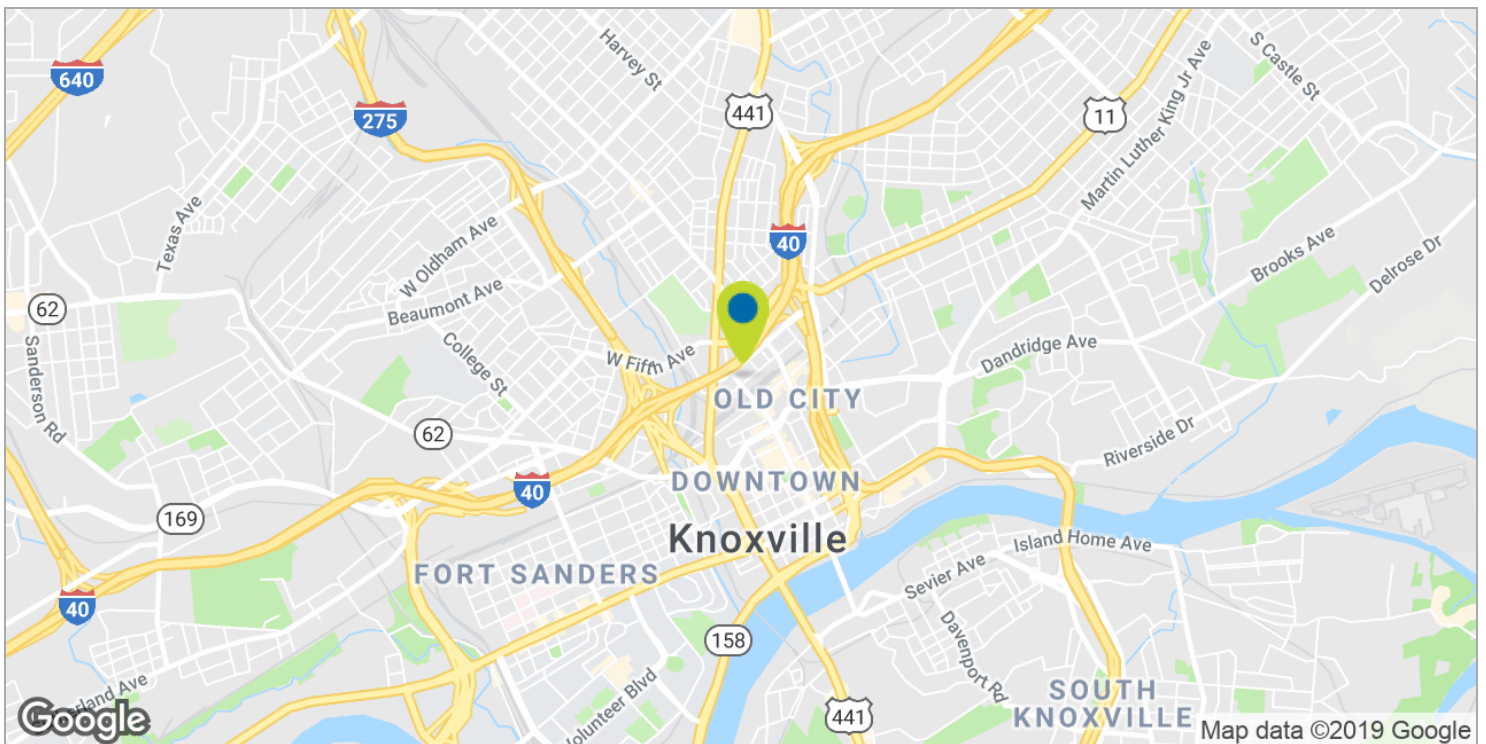 Harvey St
S Castle St
640
441
11
275
Martin Luther King Jr Ave
Texas Ave
W Oldham Ave
40
Brooks Ave
Delrose Dr
62
Beaumont Ave
Sanderson Rd
College St
W Fifth Ave
Dandridge Ave
OLD CITY
62
Riverside Dr
DOWNTOWN
40
169
Knoxville
Island Home Ave
FORT SANDERS
Sevier Ave
40
Davenport Rd
158
Volunteer Blvd
SOUTH
KNOXVILLE
441
Google
Map data ©2019 Google